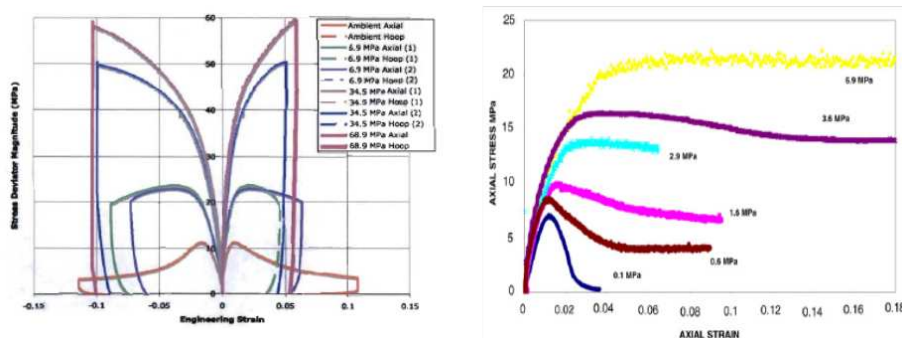 60
50
40
30
20
10
0
Stress Deviator Magnitude (MPa)
-0.15
-0.1
-0.05
0
0.05
0.1
0.15
Engineering Strain
Ambient Axial
Ambient Hoop
6.9 MPa Axial (1)
6.9 MPa Hoop (1)
6.9 MPa Axial (2)
6.9 MPa Hoop (2)
34.5 MPa Axial (1)
34.5 MPa Hoop (1)
34.5 MPa Axial (2)
34.5 MPa Hoop (2)
68.9 MPa Axial
68.9 MPa Hoop
AXIAL STRESS MPa
25
20
15
10
5
0
6.9 MPa
3.6 MPa
2.9 MPa
0.6 MPa
0.1 MPa
0
0.02
0.04
0.06
0.08
0.1
0.12
0.14
0.16
0.18
AXIAL STRAIN